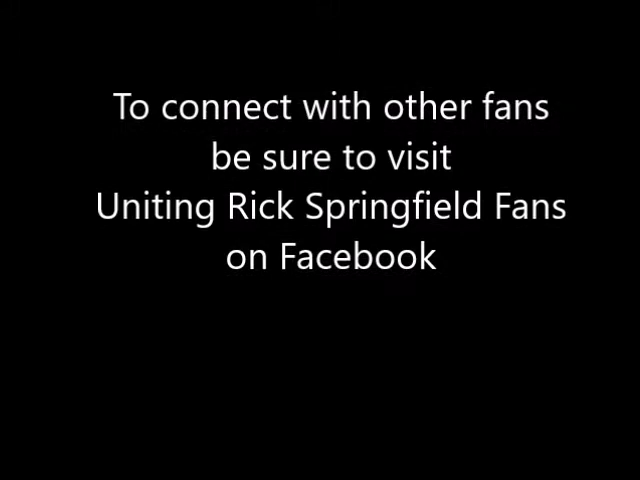 To connect with other fans
be sure to visit
Uniting Rick Springfield Fans
on Facebook